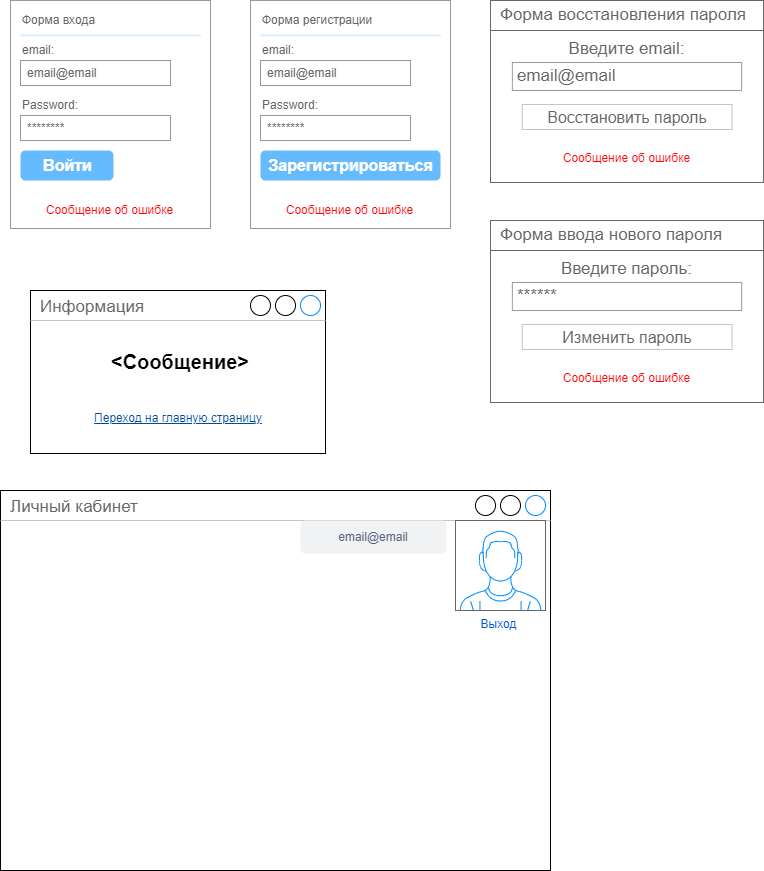 Форма входа
email:
email@email
Password:
********
Войти
Сообщение об ошибке
Форма регистрации
email:
email@email
Password:
********
Зарегистрироваться
Сообщение об ошибке
Форма восстановления пароля
Введите email:
email@email
Восстановить пароль
Сообщение об ошибке
Форма ввода нового пароля
Введите пароль:
******
Изменить пароль
Сообщение об ошибке
Информация
<Сообщение>
Переход на главную страницу
Личный кабинет
email@email
Выход